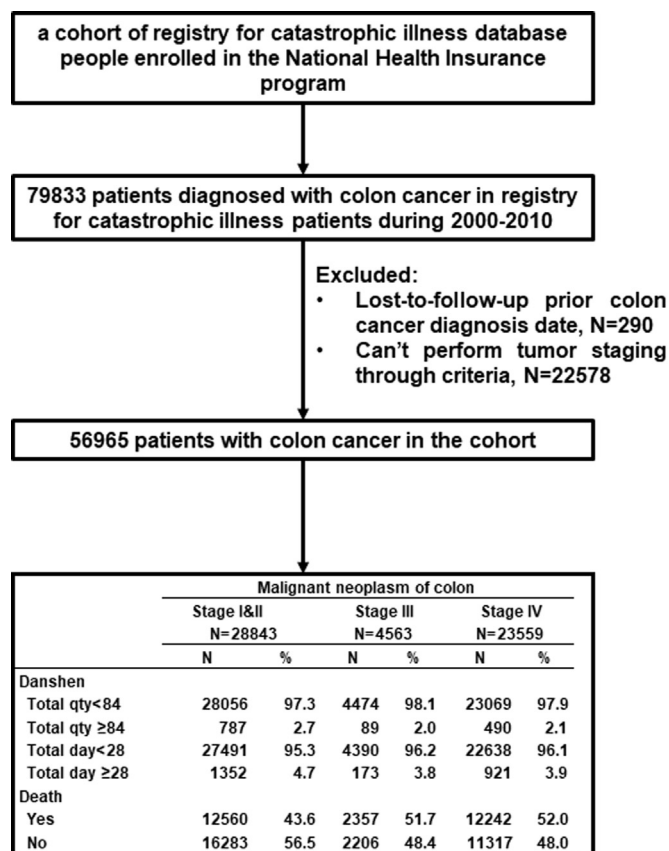 a cohort of registry for catastrophic illness database
people enrolled in the National Health Insurance
program
79833 patients diagnosed with colon cancer in registry
for catastrophic illness patients during 2000-2010
Excluded:
• Lost-to-follow-up prior colon
cancer diagnosis date, N=290
• Can't perform tumor staging
through criteria, N=22578
56965 patients with colon cancer in the cohort
Malignant neoplasm of colon
Stage I&II Stage III Stage IV
N=28843 N=4563 N=23559
N % N % N %
Danshen
Total qty<84 28056 97.3 4474 98.1 23069 97.9
Total qty ≥84 787 2.7 89 2.0 490 2.1
Total day<28 27491 95.3 4390 96.2 22638 96.1
Total day ≥28 1352 4.7 173 3.8 921 3.9
Death
Yes 12560 43.6 2357 51.7 12242 52.0
No 16283 56.5 2206 48.4 11317 48.0